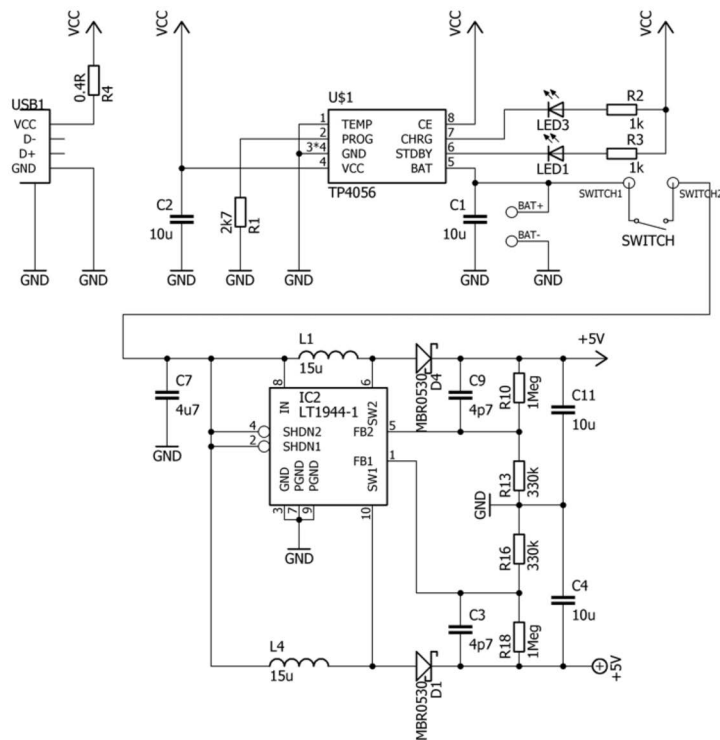 VCC
VCC
VCC
VCC
0.4R
R4
USB1
VCC
D-
D+
GND
GND
GND
U$1
1 TEMP CE 8
2 PROG CHRG 7
3*4 GND STDBY 6
4 VCC BAT 5
TP4056
LED3
R2
1k
LED1
R3
1k
C2
10u
GND
2k7
R1
GND
GND
C1
10u
GND
BAT+
BAT-
GND
SWITCH1
SWITCH2
SWITCH
L1
15u
C7
4u7
GND
8
6
IN
SW2
IC2
LT1944-1
4 SHDN2 FB2 5
2 SHDN1 FB1 1
GND
PGND
PGND
SW1
3
7
9
10
GND
MBR0530
D4
C9
4p7
R10
1Meg
C11
10u
+5V
R13
330k
GND
R16
330k
C4
10u
C3
4p7
R18
1Meg
L4
15u
MBR0530
D1
+5V